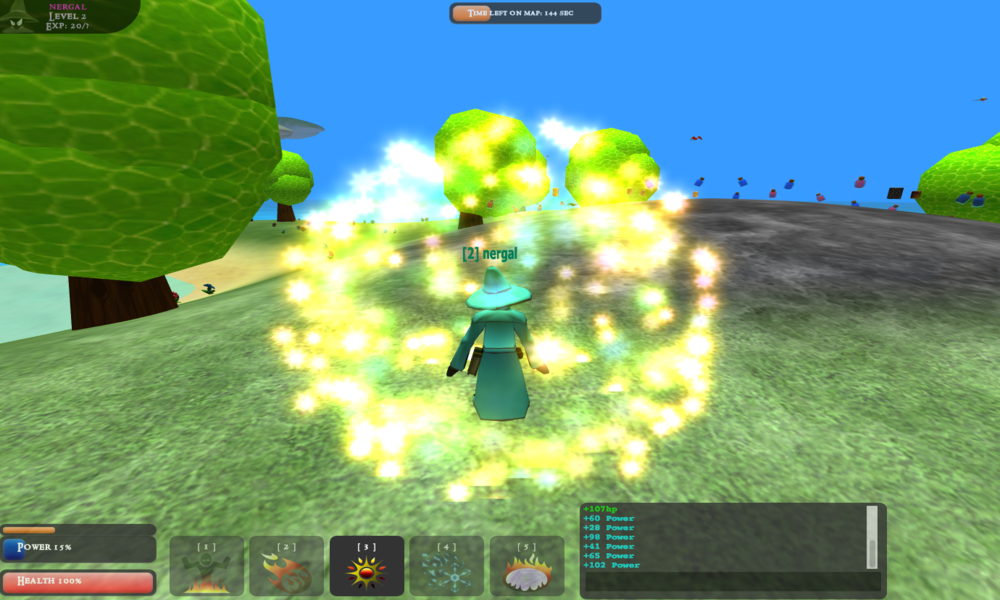 NERGAL
LEVEL 2
EXP: 20/?
TIME LEFT ON MAP: 144 SEC
[2] nergal
+107hp
+60 Power
+28 Power
+98 Power
+41 Power
+65 Power
+102 Power
POWER 15%
HEALTH 100%
[1] [2] [3] [4] [5]